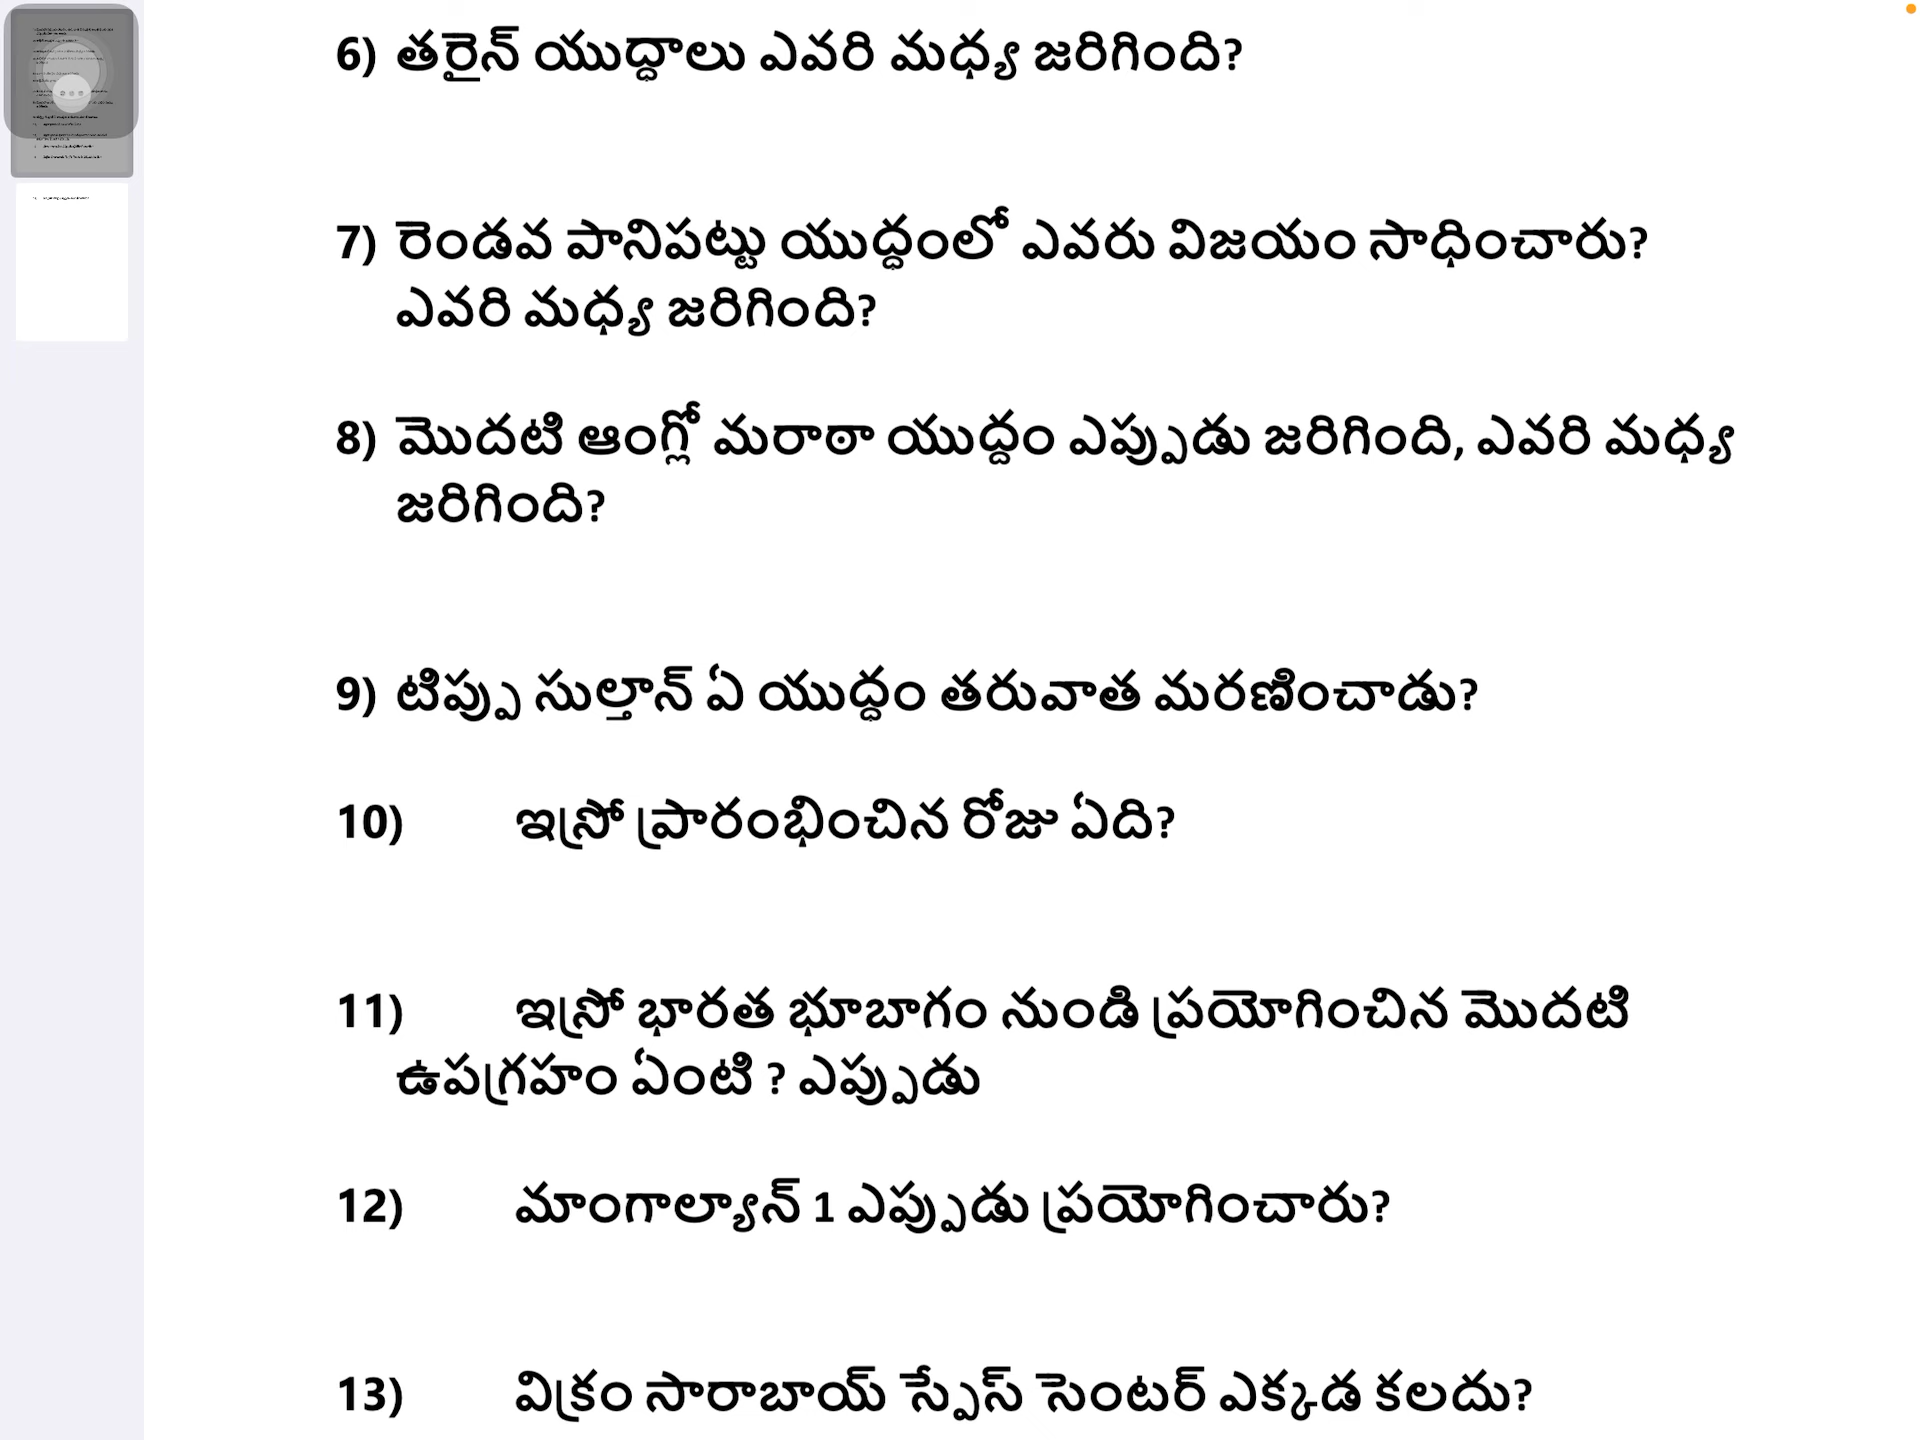 6) తరైన్ యుద్ధాలు ఎవరి మధ్య జరిగింది?
7) రెండవ పానిపట్టు యుద్ధంలో ఎవరు విజయం సాధించారు?
ఎవరి మధ్య జరిగింది?
8) మొదటి ఆంగ్లో మరాఠా యుద్దం ఎప్పుడు జరిగింది, ఎవరి మధ్య
జరిగింది?
9) టిప్పు సుల్తాన్ ఏ యుద్ధం తరువాత మరణించాడు?
10) ఇస్రో ప్రారంభించిన రోజు ఏది?
11) ఇస్రో భారత భూబాగం నుండి ప్రయోగించిన మొదటి
ఉపగ్రహం ఏంటి ? ఎప్పుడు
12) మాంగాల్యాన్ 1 ఎప్పుడు ప్రయోగించారు?
13) విక్రం సారాబాయ్ స్పేస్ సెంటర్ ఎక్కడ కలదు?